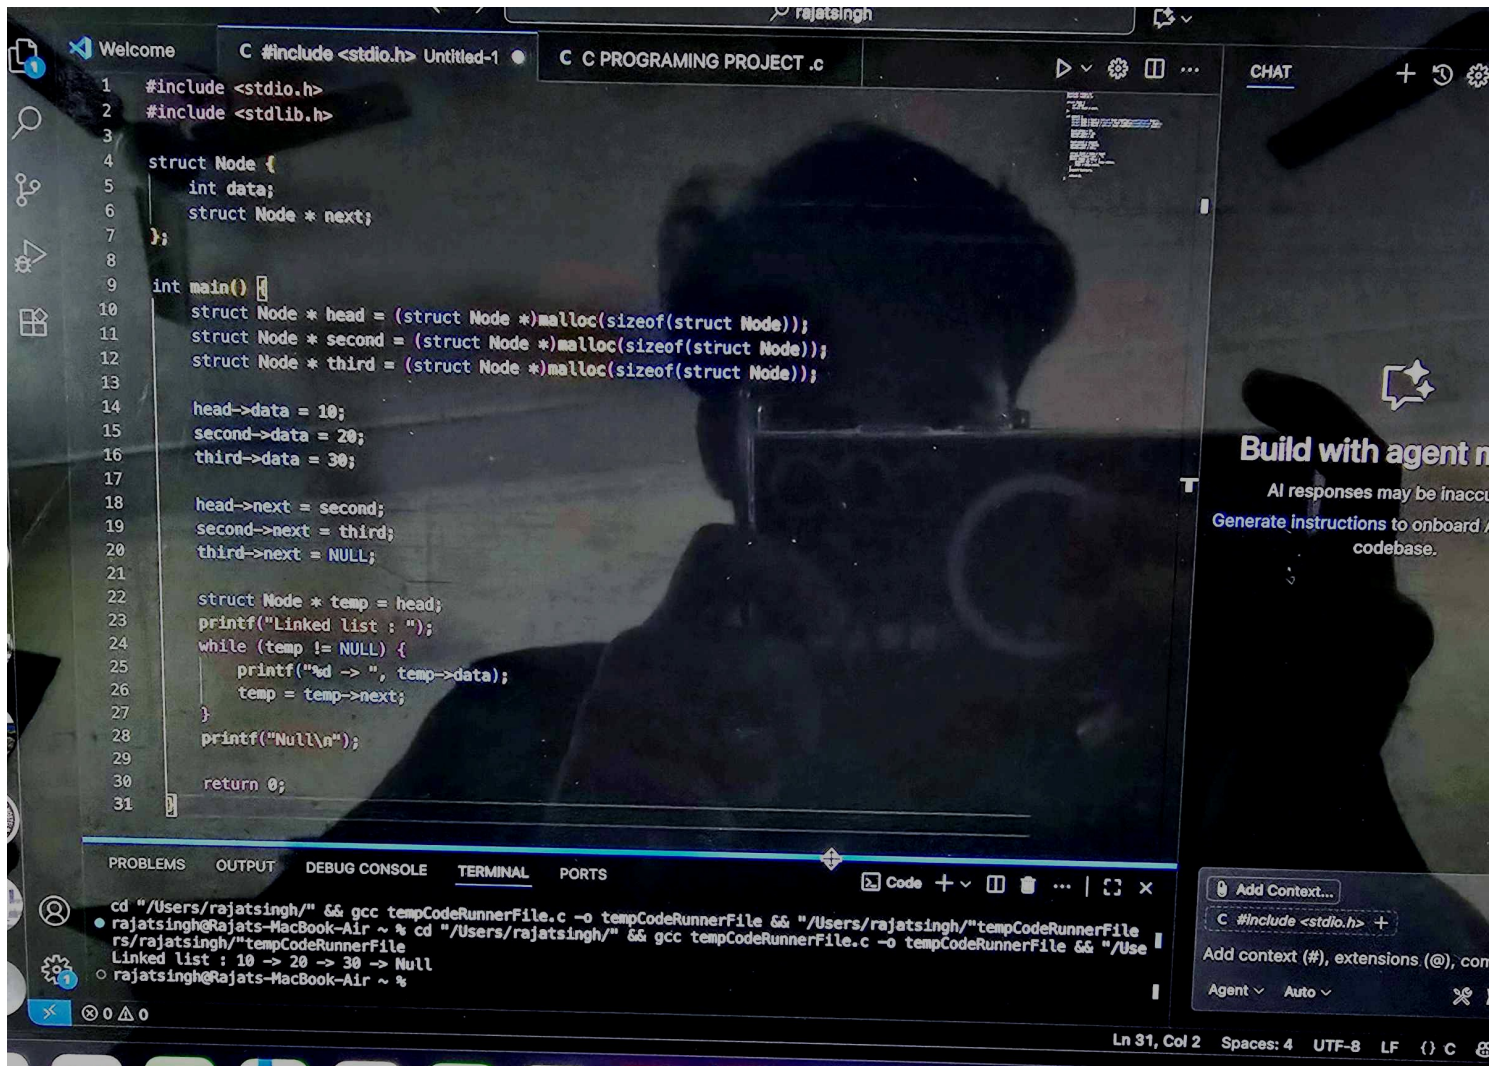 rajatsingh
Welcome
C #include <stdio.h> Untitled-1
C C PROGRAMING PROJECT .c
CHAT
1 #include <stdio.h>
2 #include <stdlib.h>
3
4 struct Node {
5 int data;
6 struct Node * next;
7 };
8
9 int main() {
10 struct Node * head = (struct Node *)malloc(sizeof(struct Node));
11 struct Node * second = (struct Node *)malloc(sizeof(struct Node));
12 struct Node * third = (struct Node *)malloc(sizeof(struct Node));
13
14 head->data = 10;
15 second->data = 20;
16 third->data = 30;
17
18 head->next = second;
19 second->next = third;
20 third->next = NULL;
21
22 struct Node * temp = head;
23 printf("Linked list : ");
24 while (temp != NULL) {
25 printf("%d -> ", temp->data);
26 temp = temp->next;
27 }
28 printf("Null\n");
29
30 return 0;
31 }
Build with agent m
AI responses may be inaccu
Generate instructions to onboard A
codebase.
PROBLEMS OUTPUT DEBUG CONSOLE TERMINAL PORTS
Code
cd "/Users/rajatsingh/" && gcc tempCodeRunnerFile.c -o tempCodeRunnerFile && "/Users/rajatsingh/"tempCodeRunnerFile
rajatsingh@Rajats-MacBook-Air ~ % cd "/Users/rajatsingh/" && gcc tempCodeRunnerFile.c -o tempCodeRunnerFile && "/Use
rs/rajatsingh/"tempCodeRunnerFile
Linked list : 10 -> 20 -> 30 -> Null
rajatsingh@Rajats-MacBook-Air ~ %
Add Context...
C #include <stdio.h>
Add context (#), extensions (@), com
Agent Auto
0 0
Ln 31, Col 2 Spaces: 4 UTF-8 LF {} C